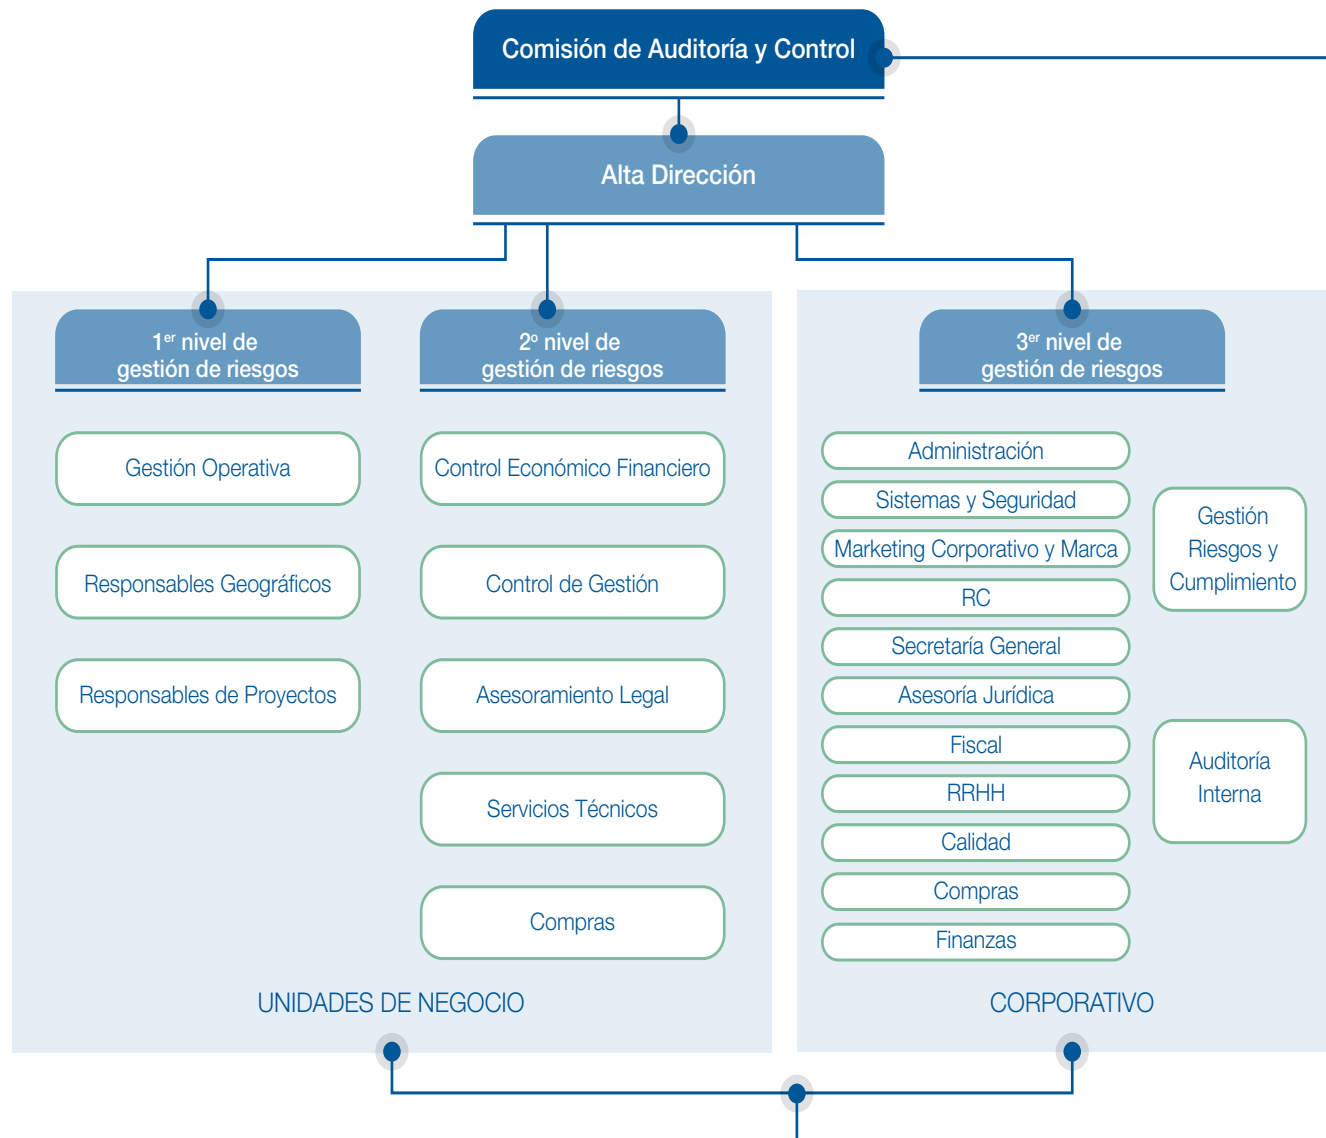 Comisión de Auditoría y Control
Alta Dirección
1er nivel de
gestión de riesgos
Gestión Operativa
Responsables Geográficos
Responsables de Proyectos
2º nivel de
gestión de riesgos
Control Económico Financiero
Control de Gestión
Asesoramiento Legal
Servicios Técnicos
Compras
UNIDADES DE NEGOCIO
3er nivel de
gestión de riesgos
Administración
Sistemas y Seguridad
Marketing Corporativo y Marca
RC
Secretaría General
Asesoría Jurídica
Fiscal
RRHH
Calidad
Compras
Finanzas
Gestión
Riesgos y
Cumplimiento
Auditoría
Interna
CORPORATIVO